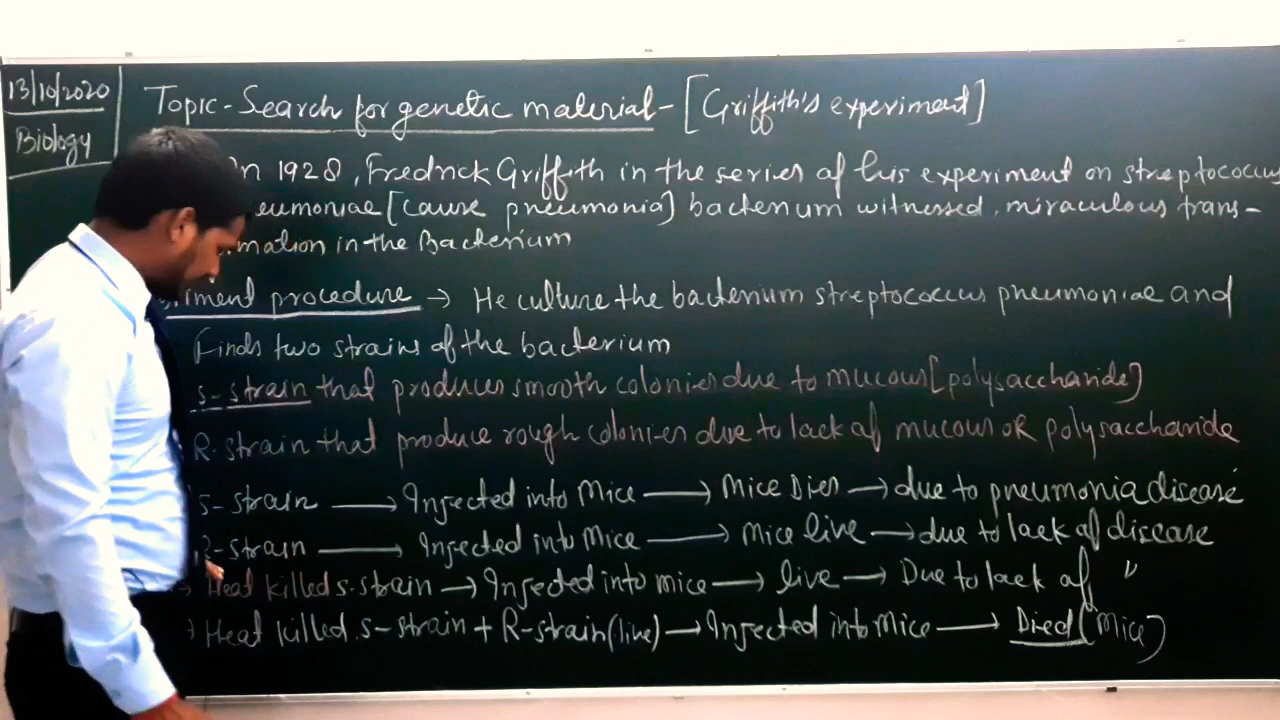 13/10/2020
Biology
Topic - Search for genetic material - [Griffith's experiment]
n 1928, Fredrick Griffith in the series of this experiment on streptococcus
eumoniae [cause pneumonia] bacterium witnessed, miraculous trans-
mation in the Bacterium
iment procedure → He culture the bacterium streptococcus pneumoniae and
Finds two strains of the bacterium
S-strain that produces smooth colonies due to mucous [polysaccharide]
R-strain that produce rough colonies due to lack of mucous OR polysaccharide
S-strain → Injected into Mice → Mice Dies → due to pneumonia disease
R-strain → Injected into Mice → Mice live → due to lack of disease
→ Heat killed s-strain → Injected into mice → live → Due to lack of "
→ Heat killed s-strain + R-strain (live) → Injected into Mice → Died (Mice)